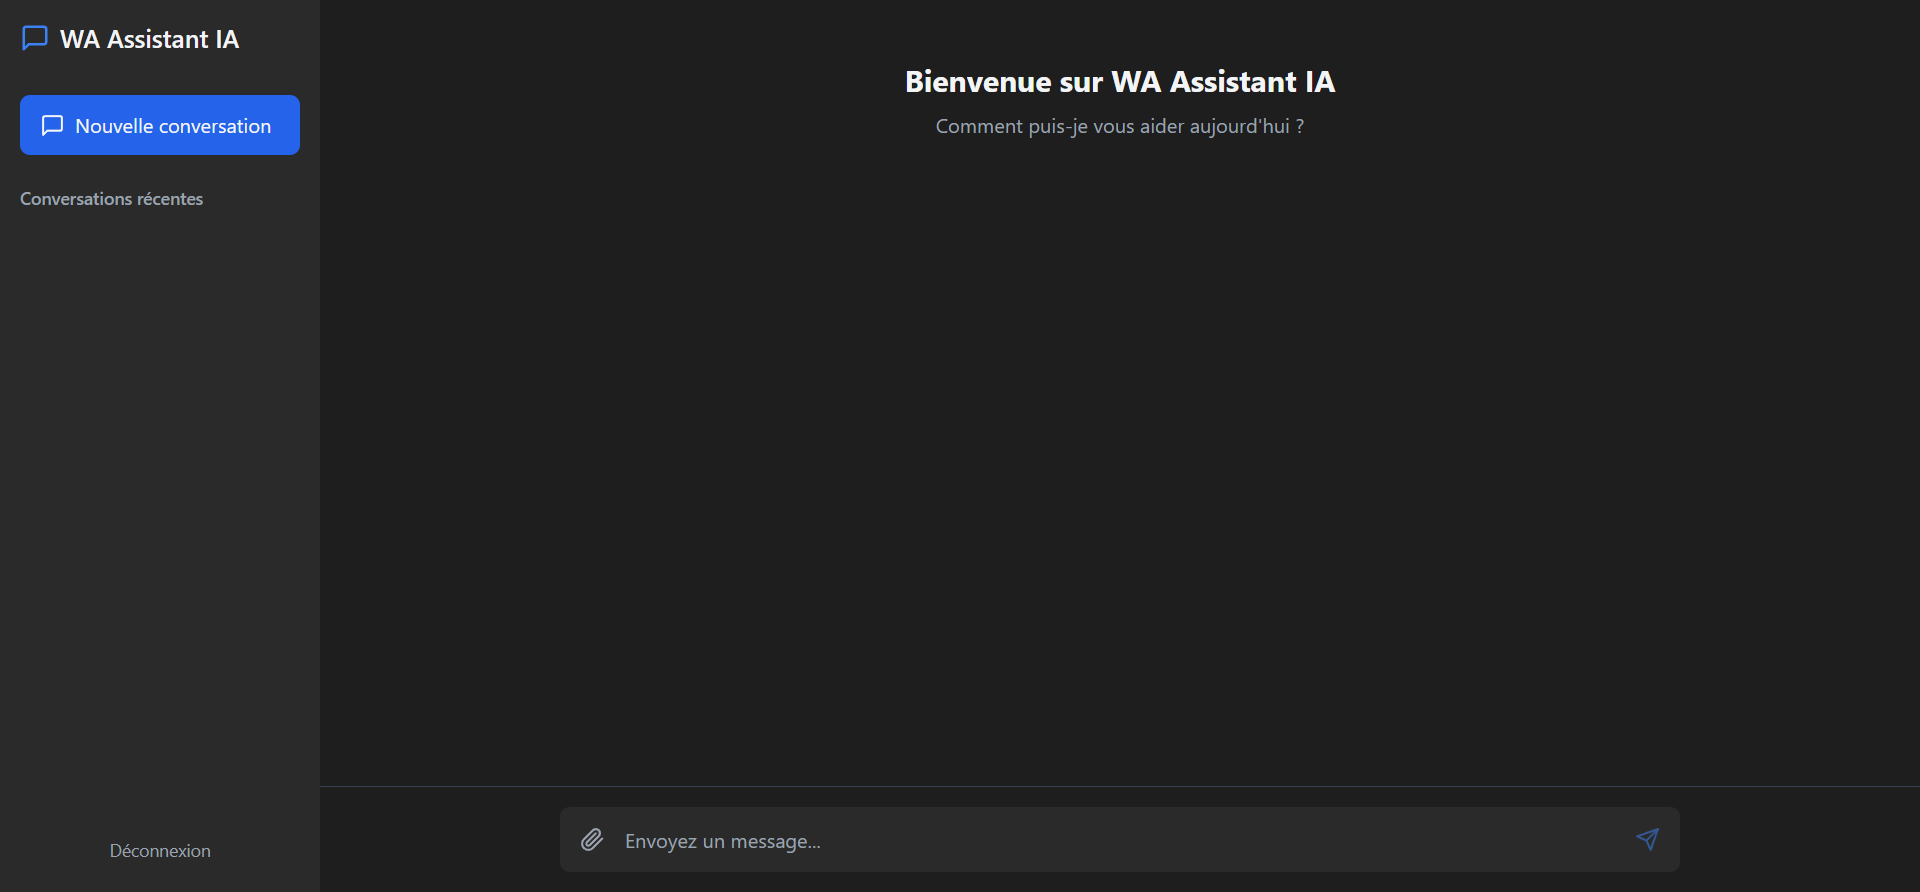 WA Assistant IA
Nouvelle conversation
Conversations récentes
Déconnexion
Bienvenue sur WA Assistant IA
Comment puis-je vous aider aujourd'hui ?
Envoyez un message...